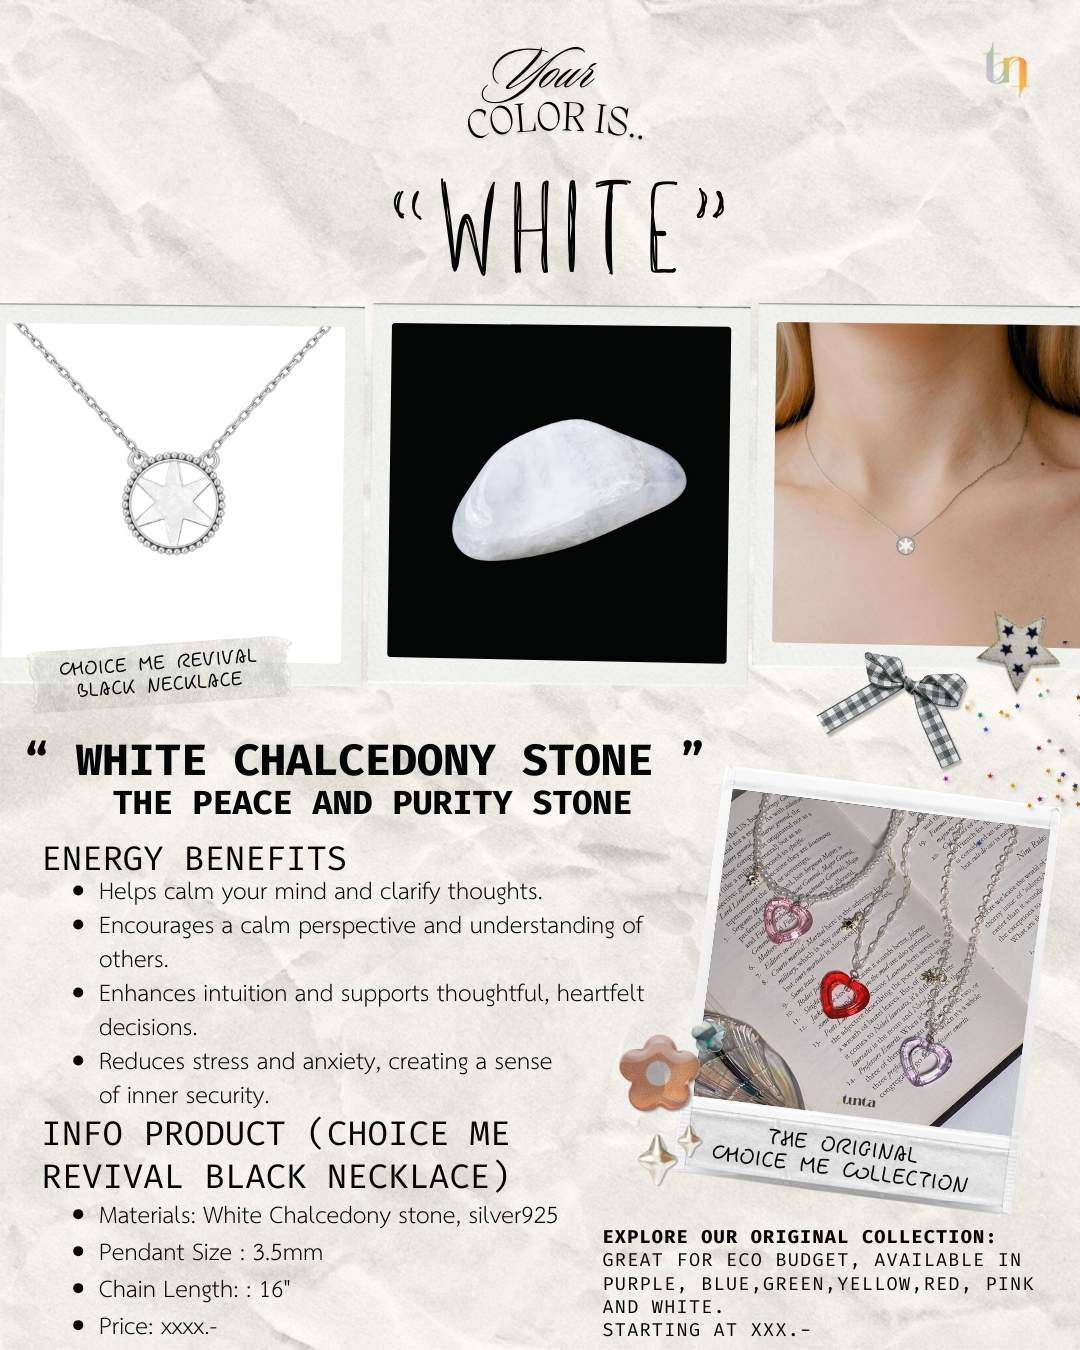 Your
COLOR IS..
"WHITE"
tn
CHOICE ME REVIVAL
BLACK NECKLACE
" WHITE CHALCEDONY STONE "
THE PEACE AND PURITY STONE
ENERGY BENEFITS
• Helps calm your mind and clarify thoughts.
• Encourages a calm perspective and understanding of
others.
• Enhances intuition and supports thoughtful, heartfelt
decisions.
• Reduces stress and anxiety, creating a sense
of inner security.
INFO PRODUCT (CHOICE ME
REVIVAL BLACK NECKLACE)
• Materials: White Chalcedony stone, silver925
• Pendant Size : 3.5mm
• Chain Length: : 16"
• Price: xxxx.-
.tunta
THE ORIGINAL
CHOICE ME COLLECTION
EXPLORE OUR ORIGINAL COLLECTION:
GREAT FOR ECO BUDGET, AVAILABLE IN
PURPLE, BLUE,GREEN,YELLOW,RED, PINK
AND WHITE.
STARTING AT XXX.-